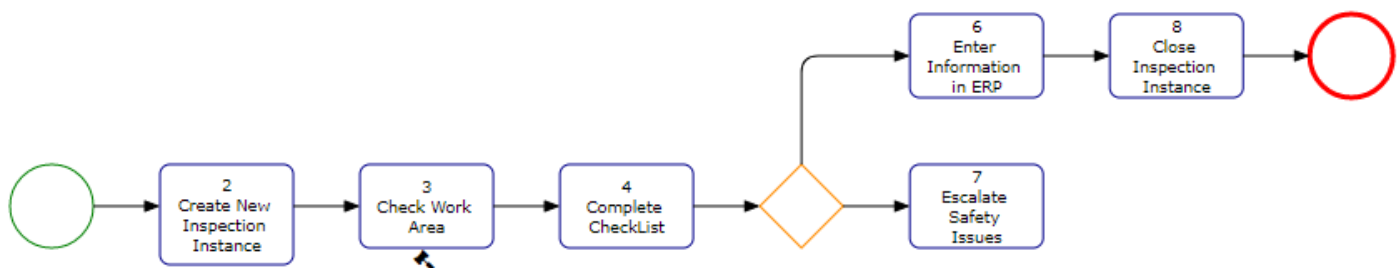 2
Create New
Inspection
Instance
3
Check Work
Area
4
Complete
CheckList
6
Enter
Information
in ERP
8
Close
Inspection
Instance
7
Escalate
Safety
Issues